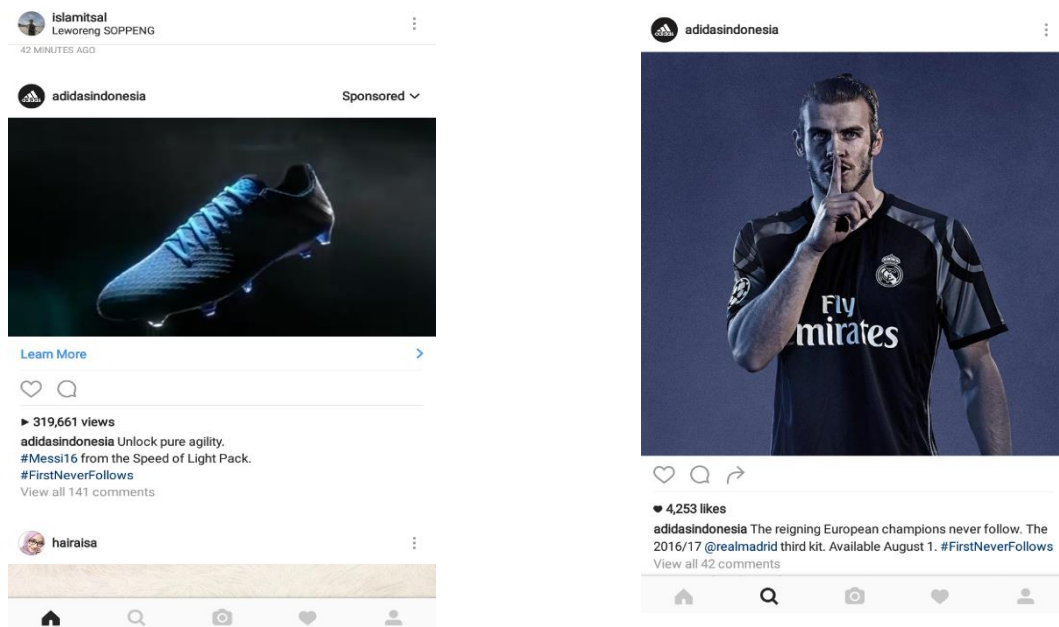 islamitsal
Leworeng SOPPENG
42 MINUTES AGO
adidasindonesia
Sponsored
Learn More
319,661 views
adidasindonesia Unlock pure agility.
#Messi16 from the Speed of Light Pack.
#FirstNeverFollows
View all 141 comments
hairaisa
adidasindonesia
Fly
mirates
4,253 likes
adidasindonesia The reigning European champions never follow. The
2016/17 @realmadrid third kit. Available August 1. #FirstNeverFollows
View all 42 comments